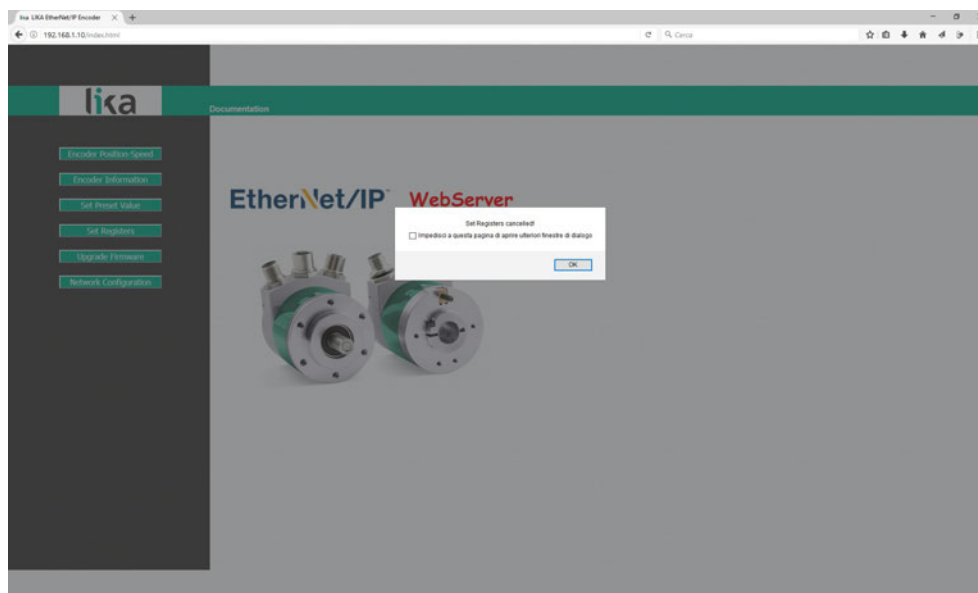 lika LIKA EtherNet/IP Encoder
192.168.1.10/index.html
Cerca
lika
Documentation
Encoder Position-Speed
Encoder Information
Set Preset Value
Set Registers
Upgrade Firmware
Network Configuration
EtherNet/IP™ WebServer
Set Registers cancelled!
Impedisci a questa pagina di aprire ulteriori finestre di dialogo
OK